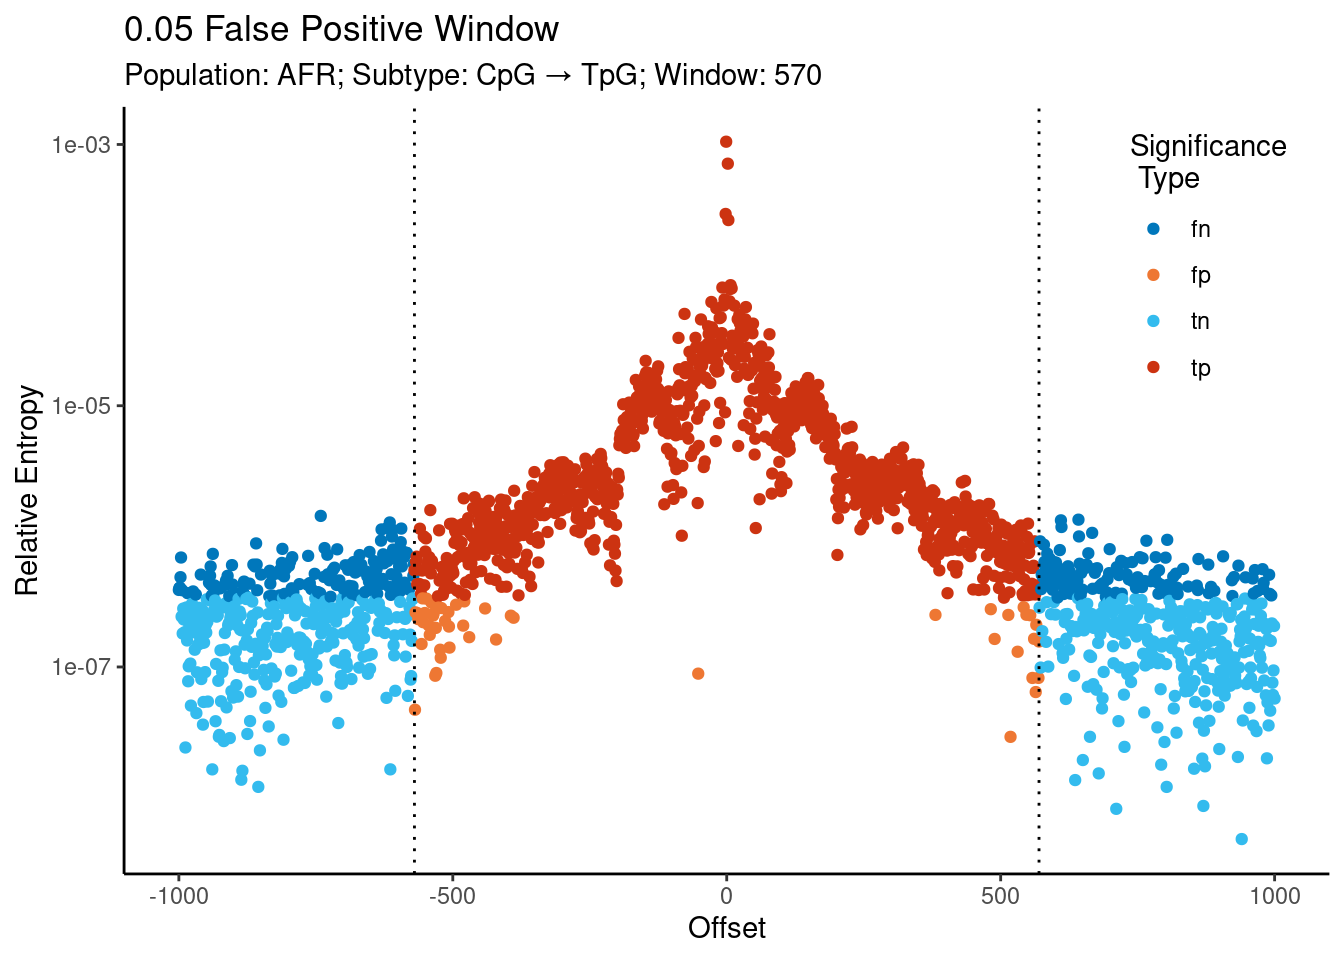 0.05 False Positive Window
Population: AFR; Subtype: CpG → TpG; Window: 570
1e-03
1e-05
1e-07
Relative Entropy
Significance
Type
fn
fp
tn
tp
-1000
-500
0
500
1000
Offset